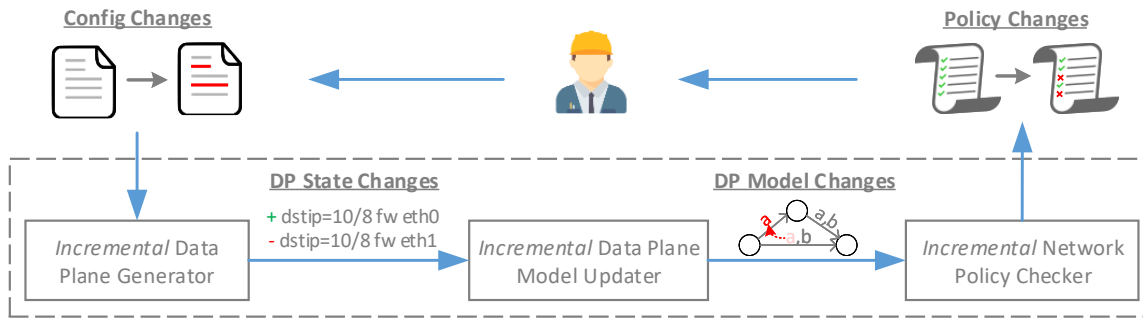 Config Changes
Policy Changes
DP State Changes
+ dstip=10/8 fw eth0
- dstip=10/8 fw eth1
DP Model Changes
a
a,b
a,b
Incremental Data
Plane Generator
Incremental Data Plane
Model Updater
Incremental Network
Policy Checker